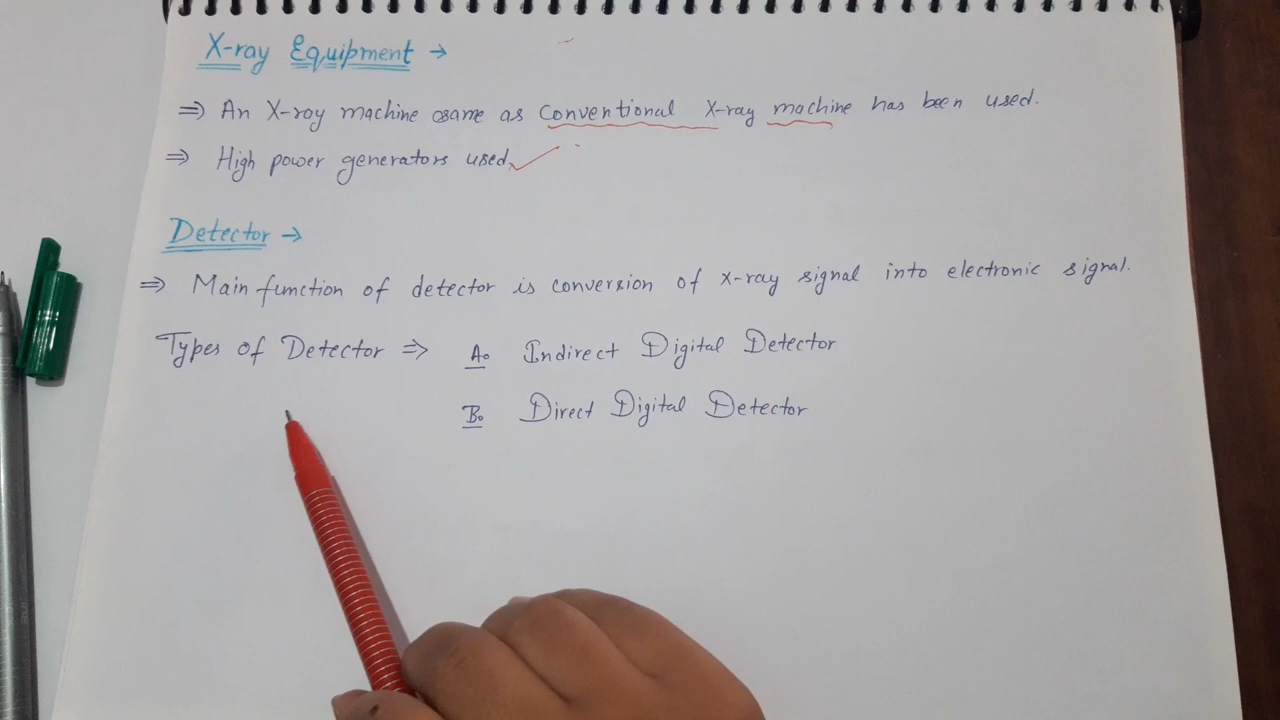 X-ray Equipment →
⇒ An X-ray machine same as conventional X-ray machine has been used.
⇒ High power generators used
Detector →
⇒ Main function of detector is conversion of x-ray signal into electronic signal.
Types of Detector ⇒ A. Indirect Digital Detector
B. Direct Digital Detector